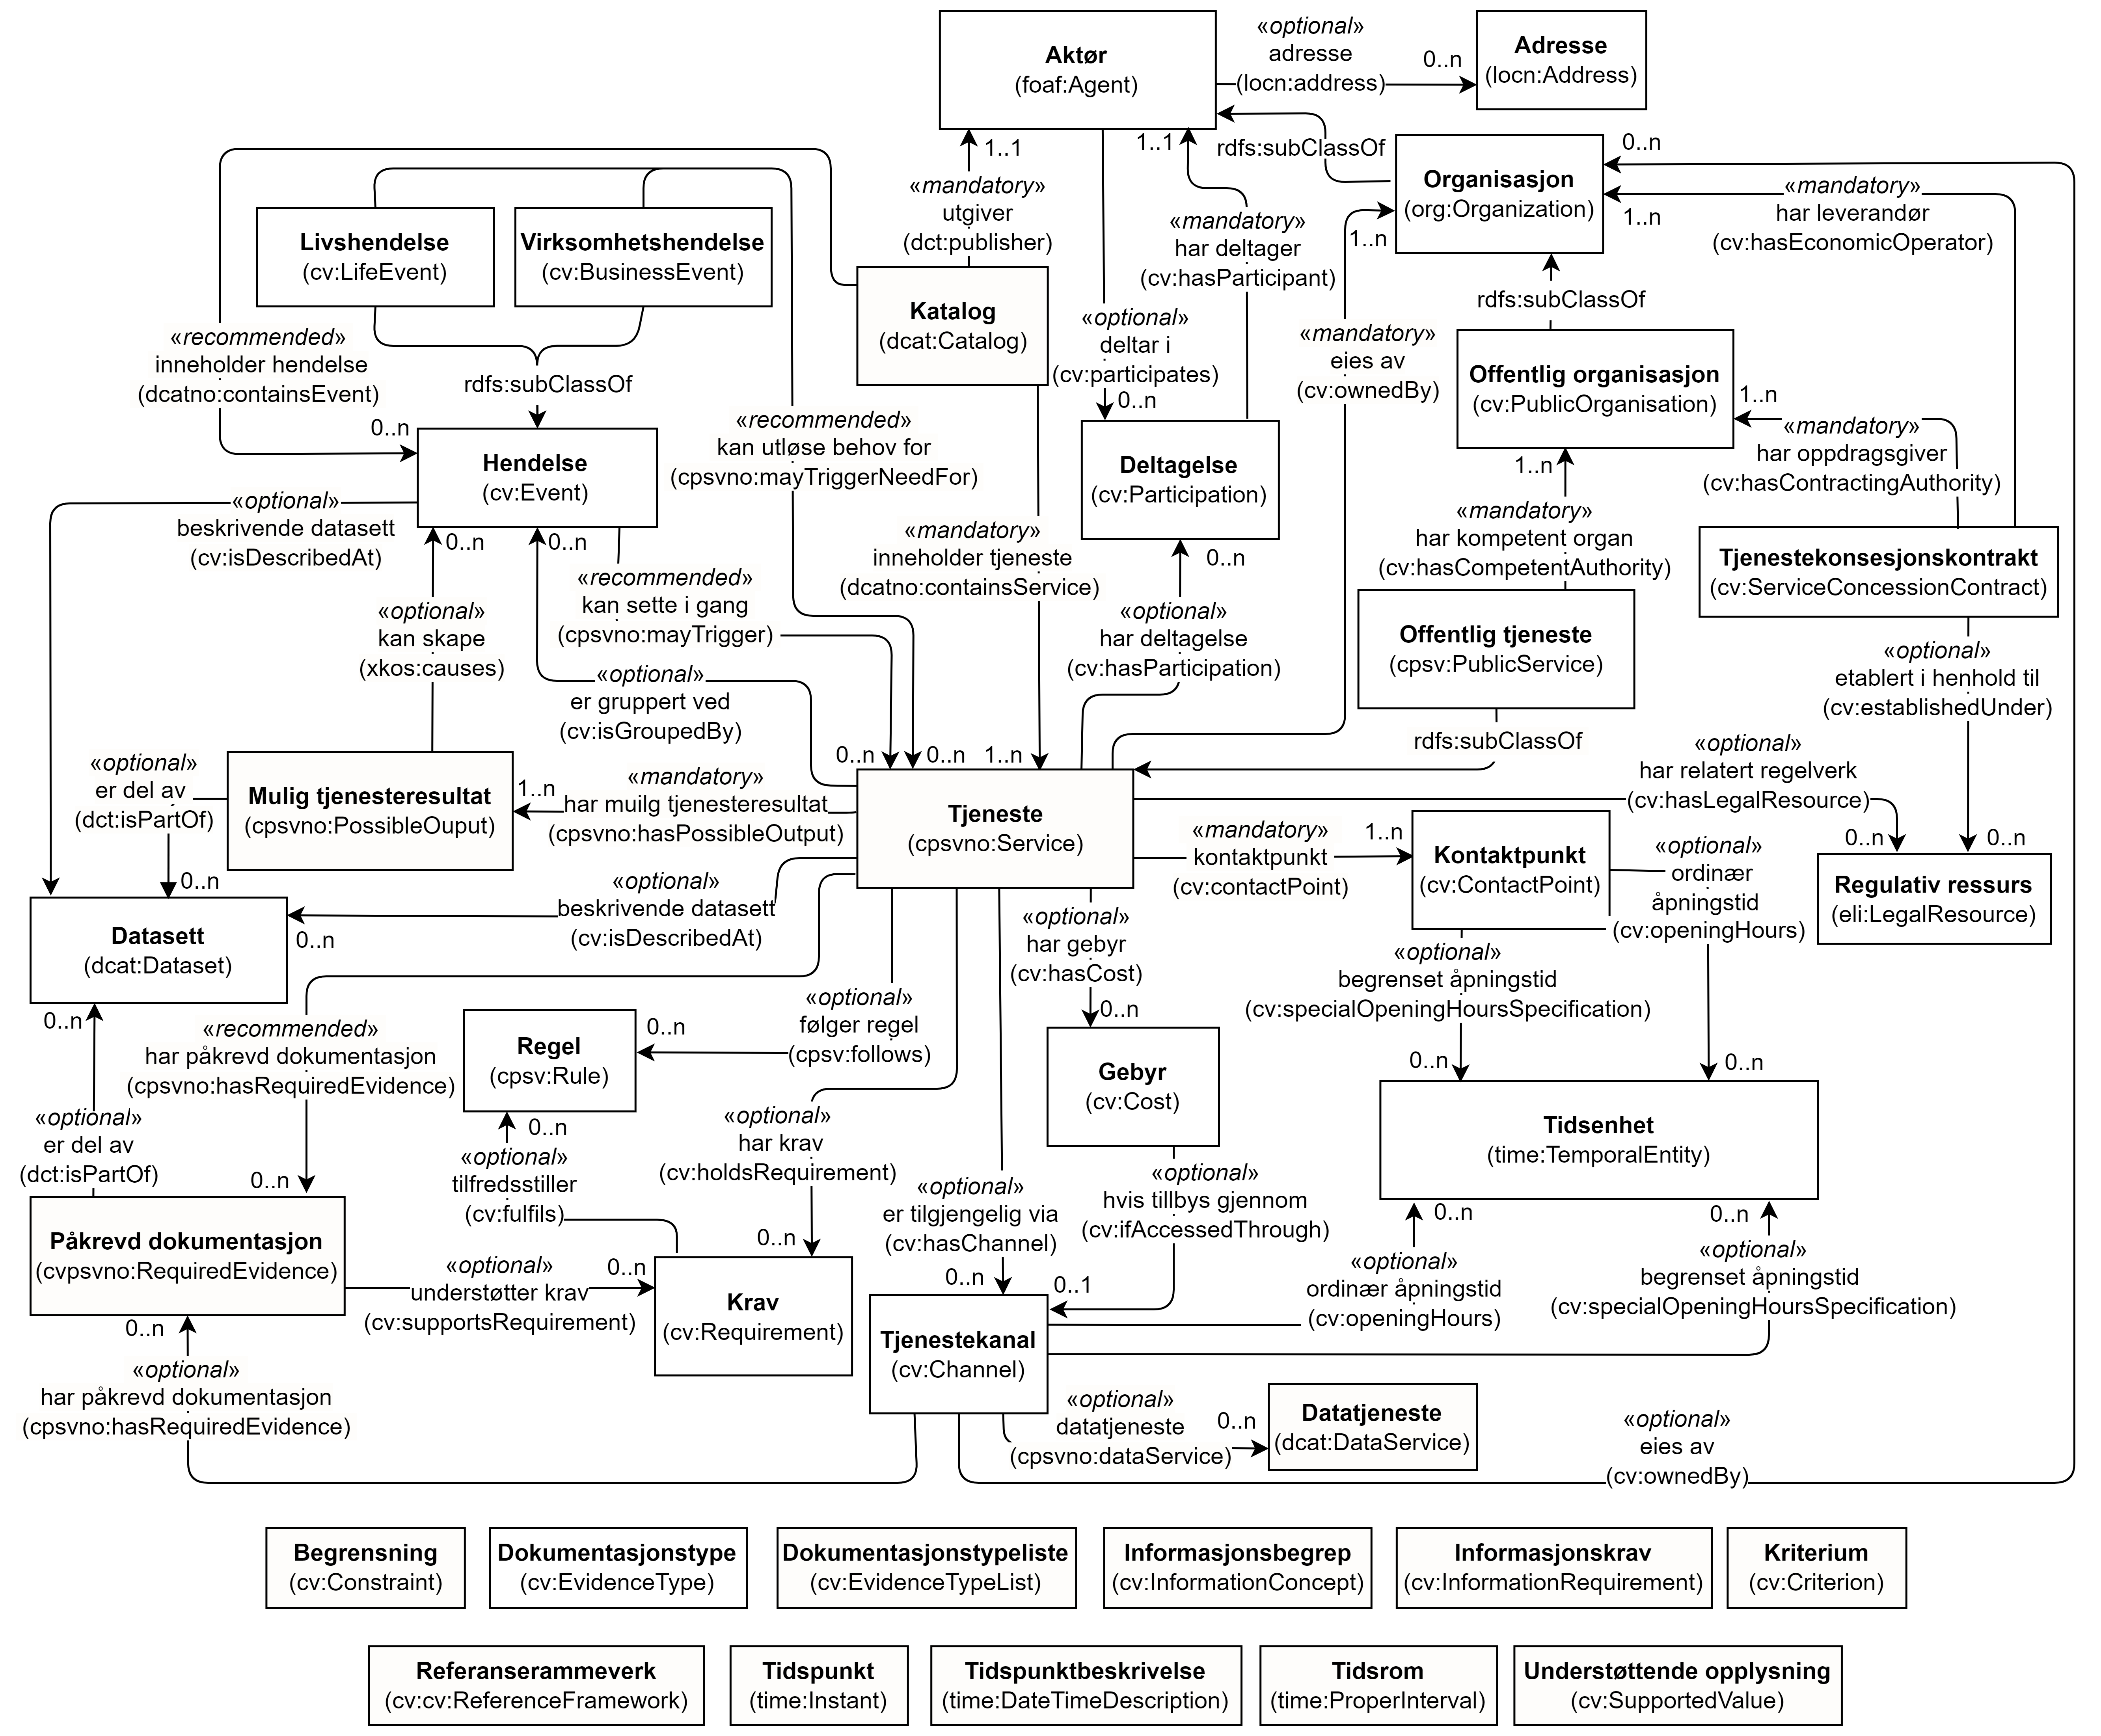 Aktør
(foaf:Agent)
«optional»
adresse
(locn:address)
0..n
Adresse
(locn:Address)
1..1
«mandatory»
utgiver
(dct:publisher)
1..1
«mandatory»
har deltager
(cv:hasParticipant)
rdfs:subClassOf
Organisasjon
(org:Organization)
0..n
1..n
«mandatory»
har leverandør
(cv:hasEconomicOperator)
1..n
«mandatory»
eies av
(cv:ownedBy)
rdfs:subClassOf
Livshendelse
(cv:LifeEvent)
Virksomhetshendelse
(cv:BusinessEvent)
Katalog
(dcat:Catalog)
«optional»
deltar i
(cv:participates)
0..n
«recommended»
inneholder hendelse
(dcatno:containsEvent)
0..n
rdfs:subClassOf
«recommended»
kan utløse behov for
(cpsvno:mayTriggerNeedFor)
Offentlig organisasjon
(cv:PublicOrganisation)
1..n
«mandatory»
har oppdragsgiver
(cv:hasContractingAuthority)
Hendelse
(cv:Event)
Deltagelse
(cv:Participation)
1..n
«mandatory»
har kompetent organ
(cv:hasCompetentAuthority)
«optional»
beskrivende datasett
(cv:isDescribedAt)
0..n
0..n
«mandatory»
inneholder tjeneste
(dcatno:containsService)
0..n
Tjenestekonsesjonskontrakt
(cv:ServiceConcessionContract)
«recommended»
kan sette i gang
(cpsvno:mayTrigger)
«optional»
kan skape
(xkos:causes)
«optional»
har deltagelse
(cv:hasParticipation)
Offentlig tjeneste
(cpsv:PublicService)
«optional»
etablert i henhold til
(cv:establishedUnder)
«optional»
er gruppert ved
(cv:isGroupedBy)
0..n
0..n
1..n
rdfs:subClassOf
«optional»
har relatert regelverk
(cv:hasLegalResource)
«optional»
er del av
(dct:isPartOf)
0..n
Mulig tjenesteresultat
(cpsvno:PossibleOuput)
1..n
«mandatory»
har muilg tjenesteresultat
(cpsvno:hasPossibleOutput)
Tjeneste
(cpsvno:Service)
«mandatory»
kontaktpunkt
(cv:contactPoint)
1..n
Kontaktpunkt
(cv:ContactPoint)
«optional»
ordinær
åpningstid
(cv:openingHours)
0..n
0..n
Regulativ ressurs
(eli:LegalResource)
Datasett
(dcat:Dataset)
0..n
«optional»
beskrivende datasett
(cv:isDescribedAt)
«optional»
har gebyr
(cv:hasCost)
0..n
«optional»
begrenset åpningstid
(cv:specialOpeningHoursSpecification)
0..n
0..n
0..n
«recommended»
har påkrevd dokumentasjon
(cpsvno:hasRequiredEvidence)
0..n
Regel
(cpsv:Rule)
0..n
«optional»
følger regel
(cpsv:follows)
Gebyr
(cv:Cost)
Tidsenhet
(time:TemporalEntity)
«optional»
er del av
(dct:isPartOf)
0..n
«optional»
tilfredsstiller
(cv:fulfils)
«optional»
har krav
(cv:holdsRequirement)
0..n
«optional»
er tilgjengelig via
(cv:hasChannel)
0..n
«optional»
hvis tillbys gjennom
(cv:ifAccessedThrough)
0..1
0..n
«optional»
ordinær åpningstid
(cv:openingHours)
0..n
«optional»
begrenset åpningstid
(cv:specialOpeningHoursSpecification)
Påkrevd dokumentasjon
(cvpsvno:RequiredEvidence)
«optional»
understøtter krav
(cv:supportsRequirement)
0..n
Krav
(cv:Requirement)
Tjenestekanal
(cv:Channel)
0..n
«optional»
har påkrevd dokumentasjon
(cpsvno:hasRequiredEvidence)
«optional»
datatjeneste
(cpsvno:dataService)
0..n
Datatjeneste
(dcat:DataService)
«optional»
eies av
(cv:ownedBy)
Begrensning
(cv:Constraint)
Dokumentasjonstype
(cv:EvidenceType)
Dokumentasjonstypeliste
(cv:EvidenceTypeList)
Informasjonsbegrep
(cv:InformationConcept)
Informasjonskrav
(cv:InformationRequirement)
Kriterium
(cv:Criterion)
Referanserammeverk
(cv:cv:ReferenceFramework)
Tidspunkt
(time:Instant)
Tidspunktbeskrivelse
(time:DateTimeDescription)
Tidsrom
(time:ProperInterval)
Understøttende opplysning
(cv:SupportedValue)